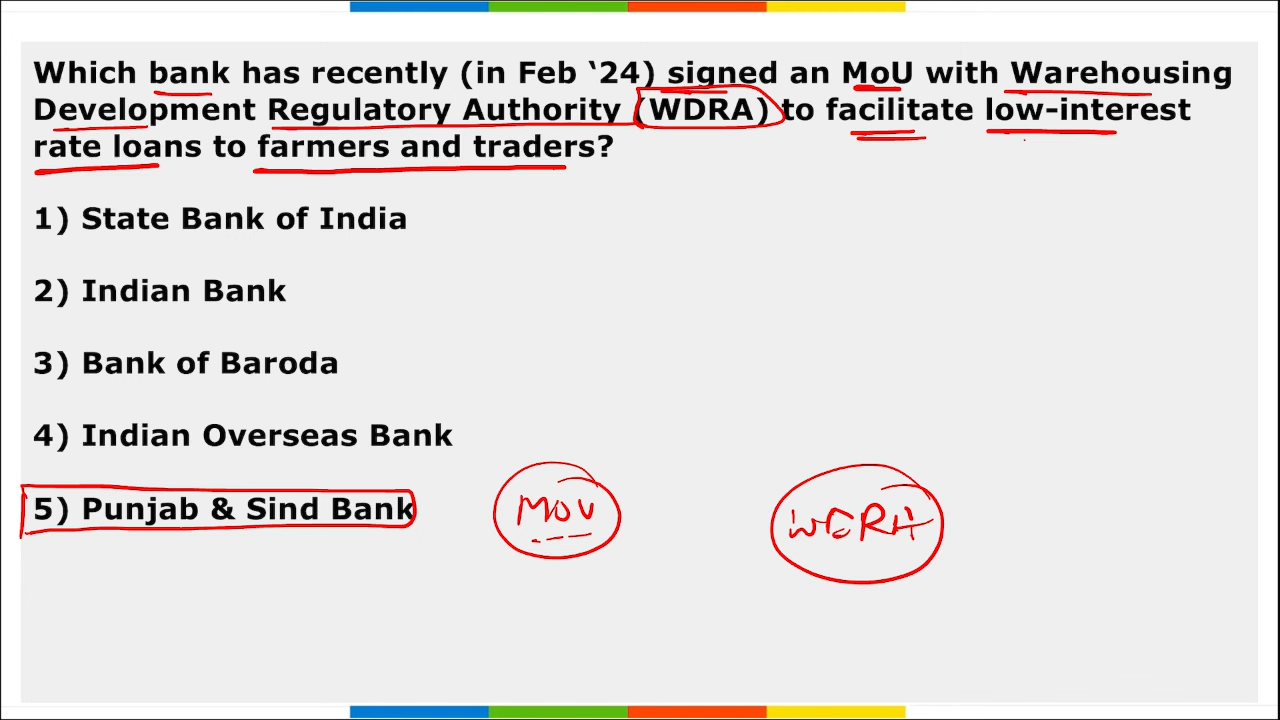 Which bank has recently (in Feb ‘24) signed an MoU with Warehousing
Development Regulatory Authority (WDRA) to facilitate low-interest
rate loans to farmers and traders?
1) State Bank of India
2) Indian Bank
3) Bank of Baroda
4) Indian Overseas Bank
5) Punjab & Sind Bank
MOU
WDRA